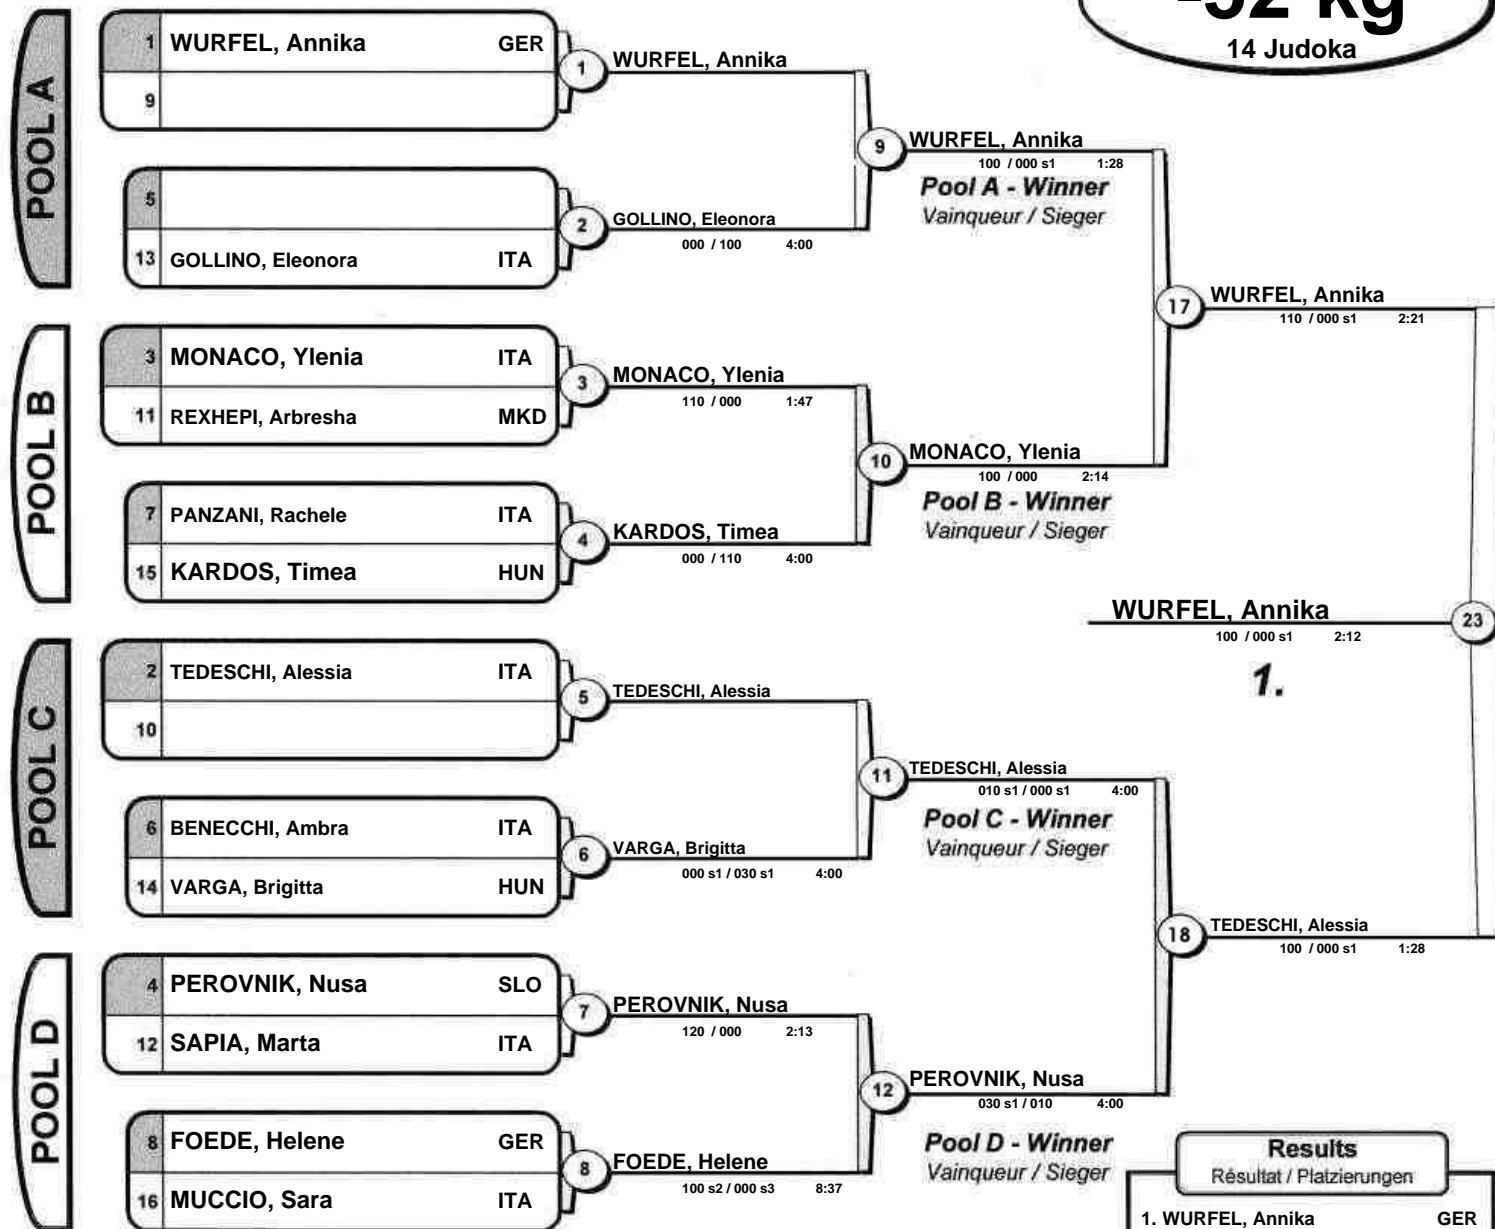 -52 kg
14 Judoka
POOL A
1 WURFEL, Annika GER
9
1 WURFEL, Annika
5
13 GOLLINO, Eleonora ITA
2 GOLLINO, Eleonora
000 / 100 4:00
9 WURFEL, Annika
100 / 000 s1 1:28
Pool A - Winner
Vainqueur / Sieger
POOL B
3 MONACO, Ylenia ITA
11 REXHEPI, Arbresha MKD
3 MONACO, Ylenia
110 / 000 1:47
7 PANZANI, Rachele ITA
15 KARDOS, Timea HUN
4 KARDOS, Timea
000 / 110 4:00
10 MONACO, Ylenia
100 / 000 2:14
Pool B - Winner
Vainqueur / Sieger
17 WURFEL, Annika
110 / 000 s1 2:21
POOL C
2 TEDESCHI, Alessia ITA
10
5 TEDESCHI, Alessia
6 BENECCHI, Ambra ITA
14 VARGA, Brigitta HUN
6 VARGA, Brigitta
000 s1 / 030 s1 4:00
11 TEDESCHI, Alessia
010 s1 / 000 s1 4:00
Pool C - Winner
Vainqueur / Sieger
POOL D
4 PEROVNIK, Nusa SLO
12 SAPIA, Marta ITA
7 PEROVNIK, Nusa
120 / 000 2:13
8 FOEDE, Helene GER
16 MUCCIO, Sara ITA
8 FOEDE, Helene
100 s2 / 000 s3 8:37
12 PEROVNIK, Nusa
030 s1 / 010 4:00
Pool D - Winner
Vainqueur / Sieger
18 TEDESCHI, Alessia
100 / 000 s1 1:28
WURFEL, Annika 23
100 / 000 s1 2:12
1.
Results
Résultat / Platzierungen
1. WURFEL, Annika GER